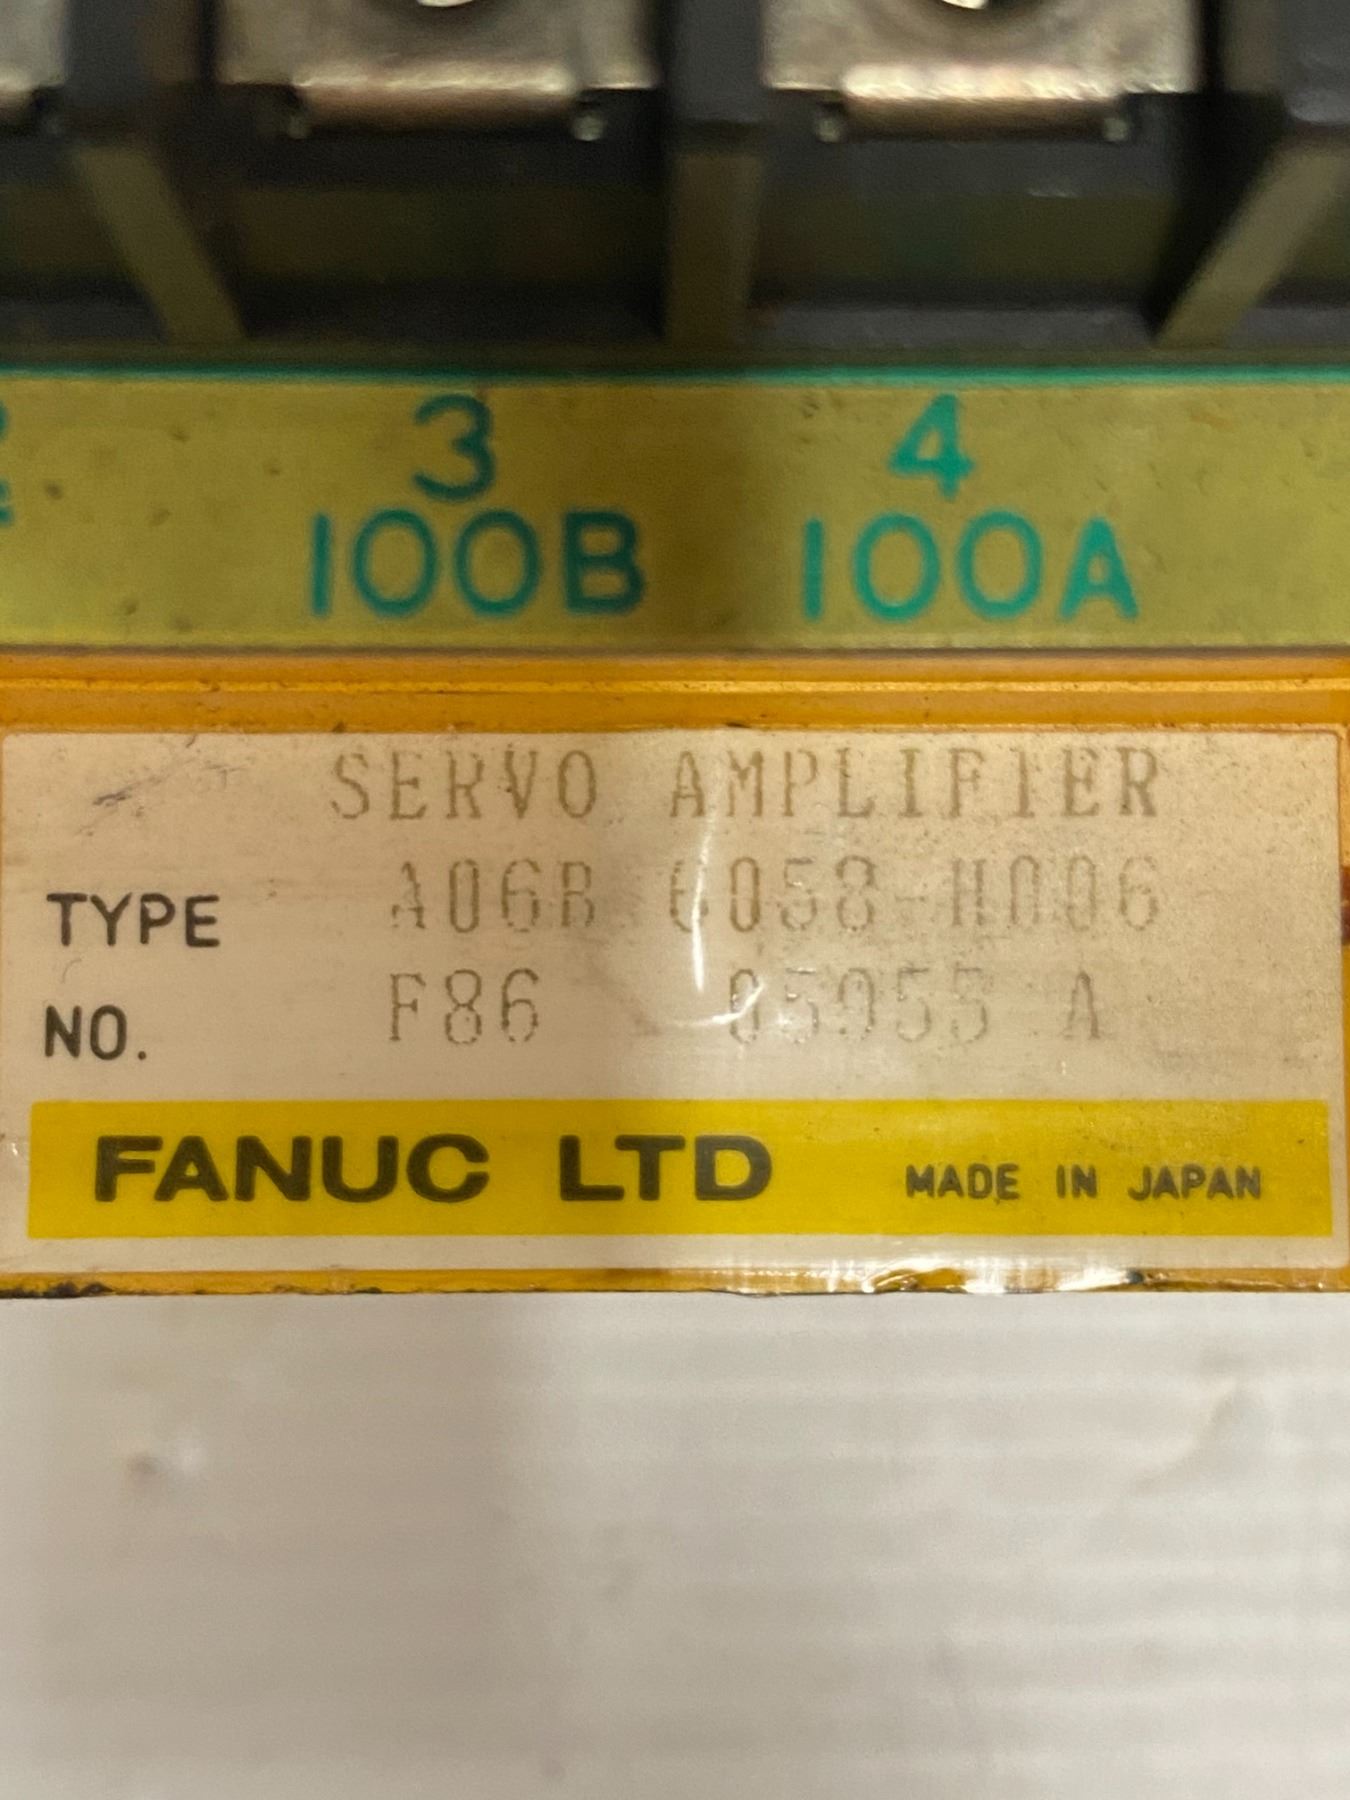 3 4
100B 100A
SERVO AMPLIFIER
TYPE A06B-6058-H006
NO. F86 05055 A
FANUC LTD MADE IN JAPAN